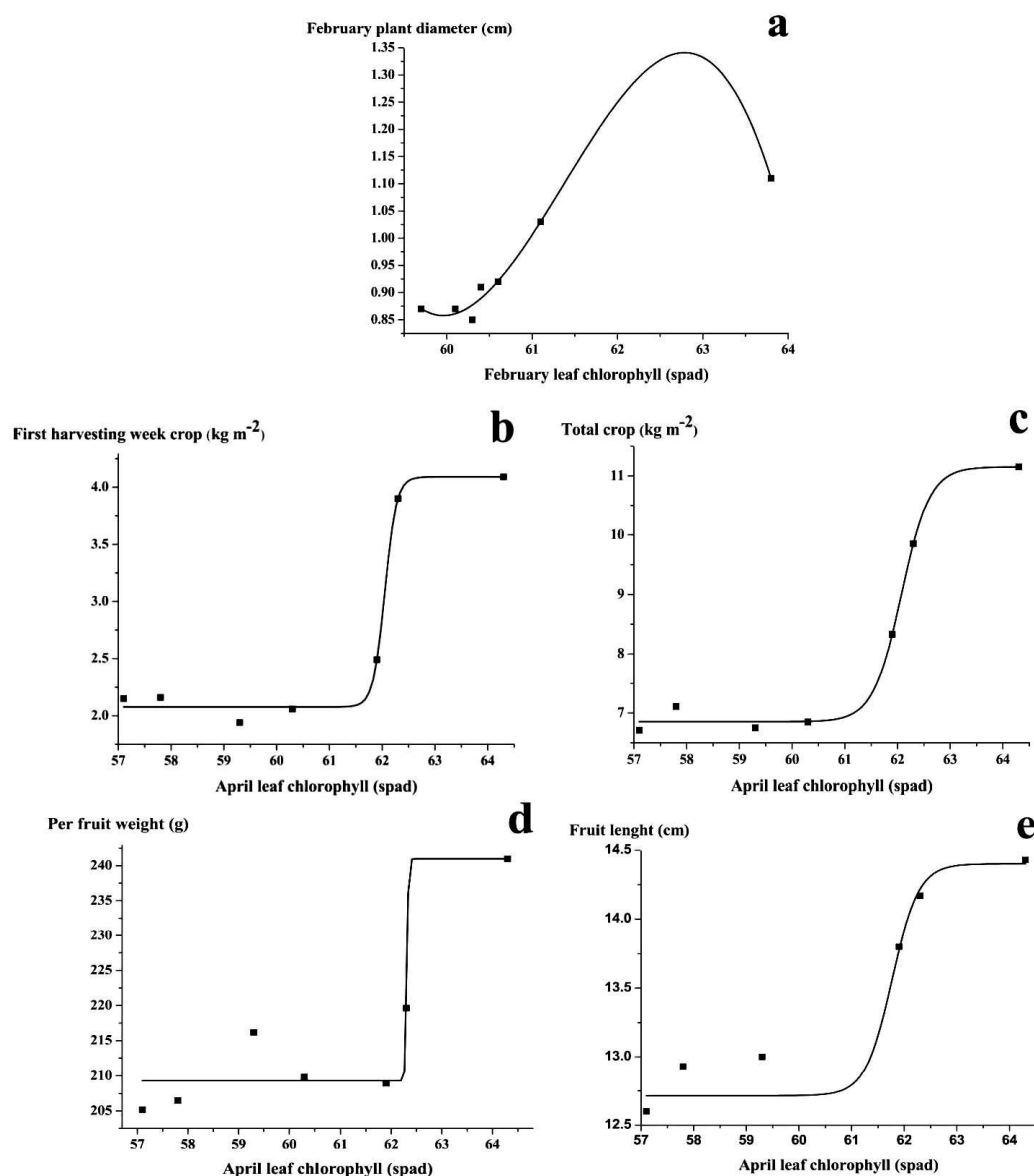 February plant diameter (cm)
a
1.35
1.30
1.25
1.20
1.15
1.10
1.05
1.00
0.95
0.90
0.85
60 61 62 63 64
February leaf chlorophyll (spad)
First harvesting week crop (kg m-2)
b
4.0
3.5
3.0
2.5
2.0
57 58 59 60 61 62 63 64
April leaf chlorophyll (spad)
Total crop (kg m-2)
c
11
10
9
8
7
57 58 59 60 61 62 63 64
April leaf chlorophyll (spad)
Per fruit weight (g)
d
240
235
230
225
220
215
210
205
57 58 59 60 61 62 63 64
April leaf chlorophyll (spad)
Fruit lenght (cm)
e
14.5
14.0
13.5
13.0
12.5
57 58 59 60 61 62 63 64
April leaf chlorophyll (spad)